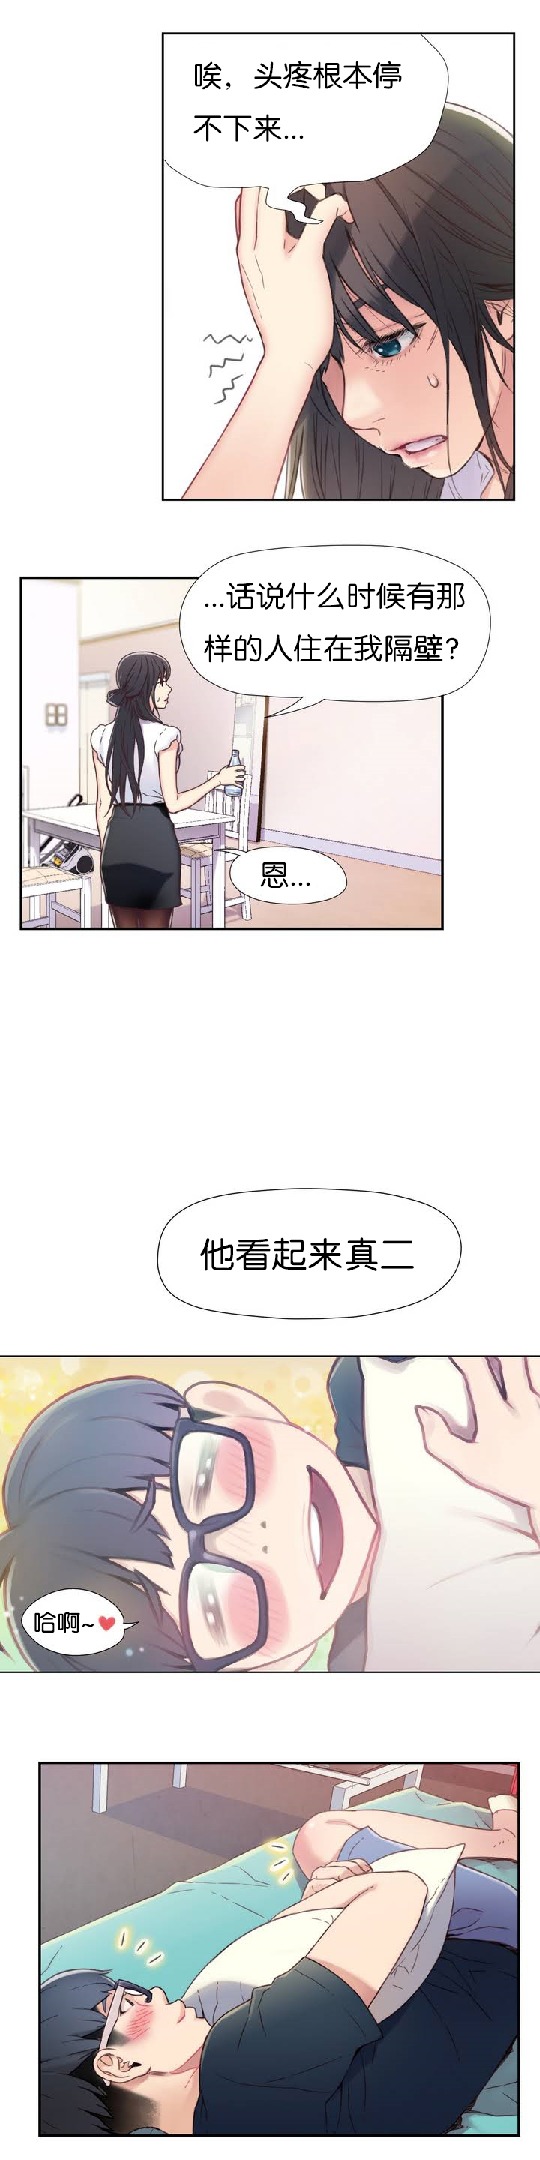 唉，头疼根本停
不下来...
...话说什么时候有那
样的人住在我隔壁?
恩...
他看起来真二
哈啊~♥